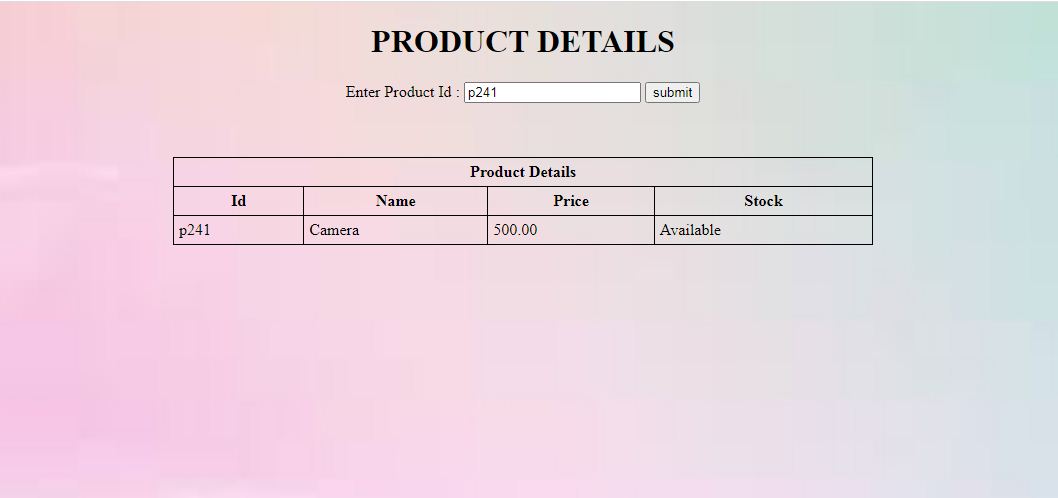 PRODUCT DETAILS
Enter Product Id : p241 submit
Product Details
Id Name Price Stock
p241 Camera 500.00 Available